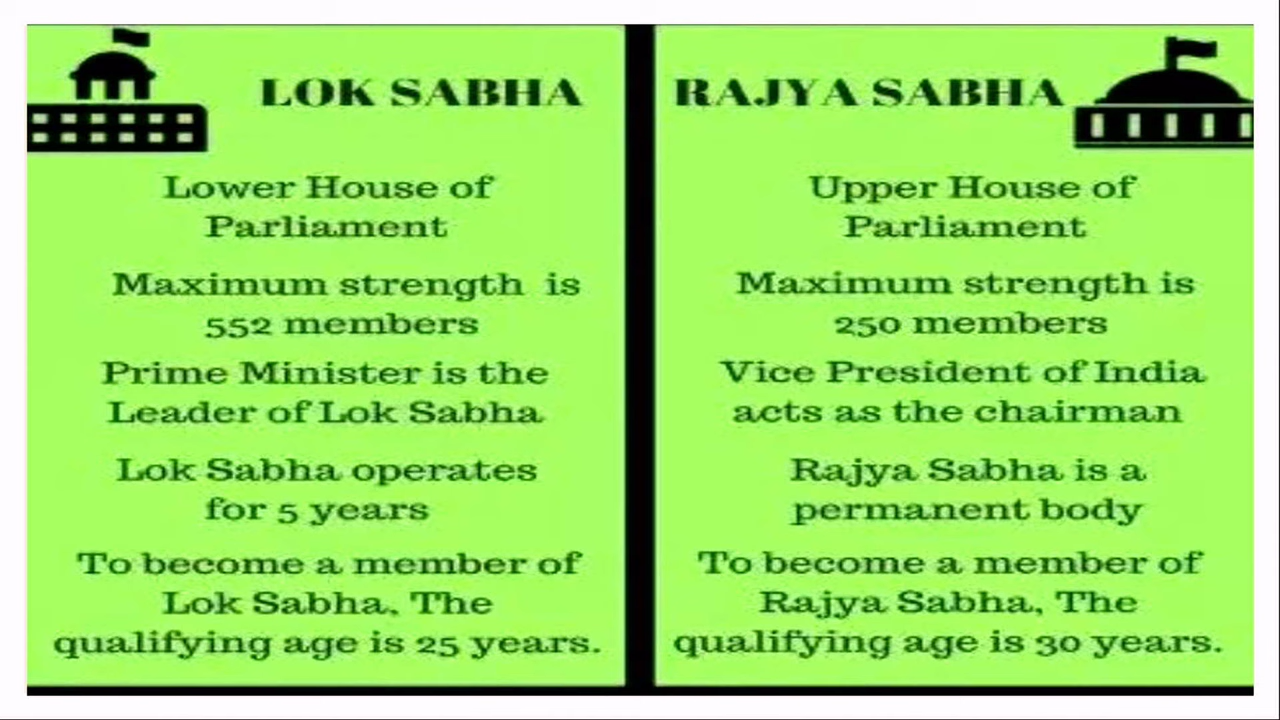 LOK SABHA
Lower House of
Parliament
Maximum strength is
552 members
Prime Minister is the
Leader of Lok Sabha
Lok Sabha operates
for 5 years
To become a member of
Lok Sabha, The
qualifying age is 25 years.
RAJYA SABHA
Upper House of
Parliament
Maximum strength is
250 members
Vice President of India
acts as the chairman
Rajya Sabha is a
permanent body
To become a member of
Rajya Sabha, The
qualifying age is 30 years.